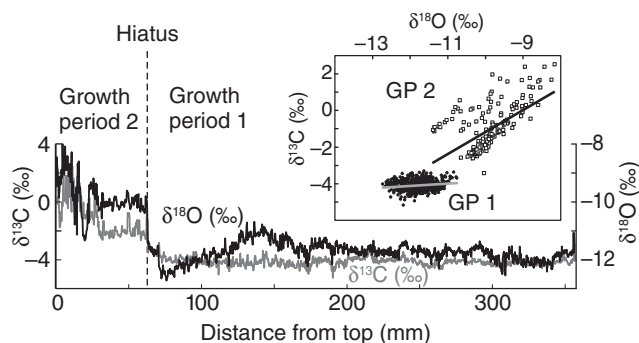 Hiatus
δ18O (‰)
−13
−11
−9
Growth
period 2
Growth
period 1
GP 2
GP 1
δ13C (‰)
2
0
−2
−4
4
0
−4
δ13C (‰)
δ18O (‰)
δ13C (‰)
−8
−10
−12
δ18O (‰)
0
100
200
300
Distance from top (mm)